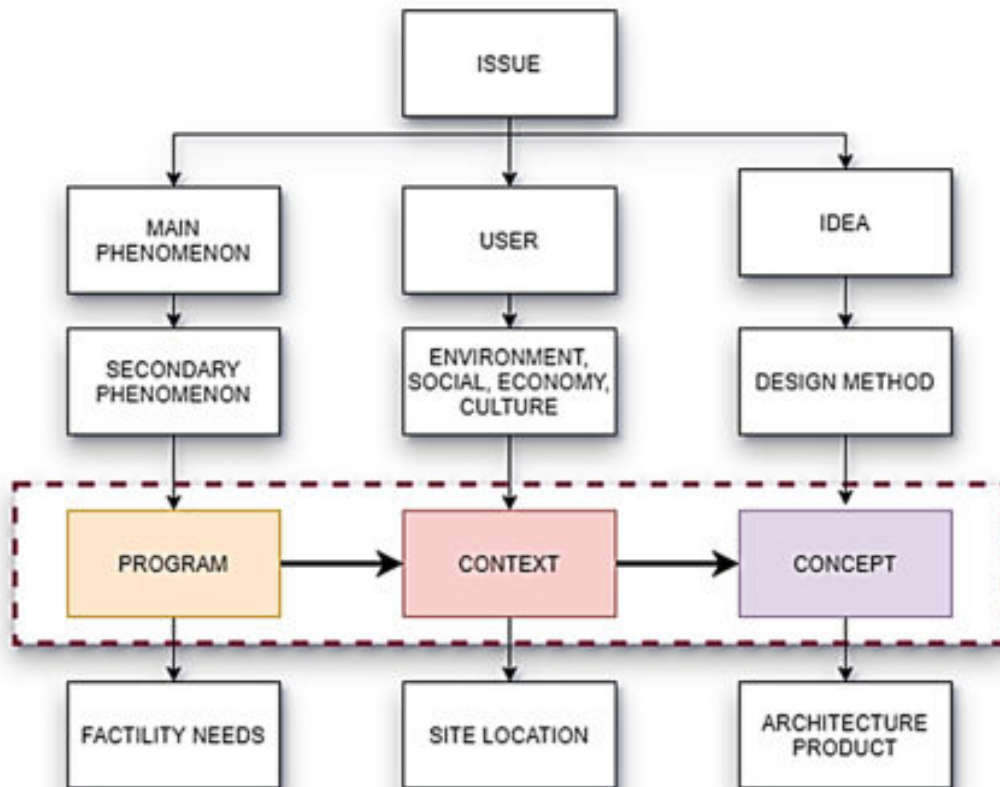 ISSUE
MAIN
PHENOMENON
USER
IDEA
SECONDARY
PHENOMENON
ENVIRONMENT,
SOCIAL, ECONOMY,
CULTURE
DESIGN METHOD
PROGRAM
CONTEXT
CONCEPT
FACTILITY NEEDS
SITE LOCATION
ARCHITECTURE
PRODUCT